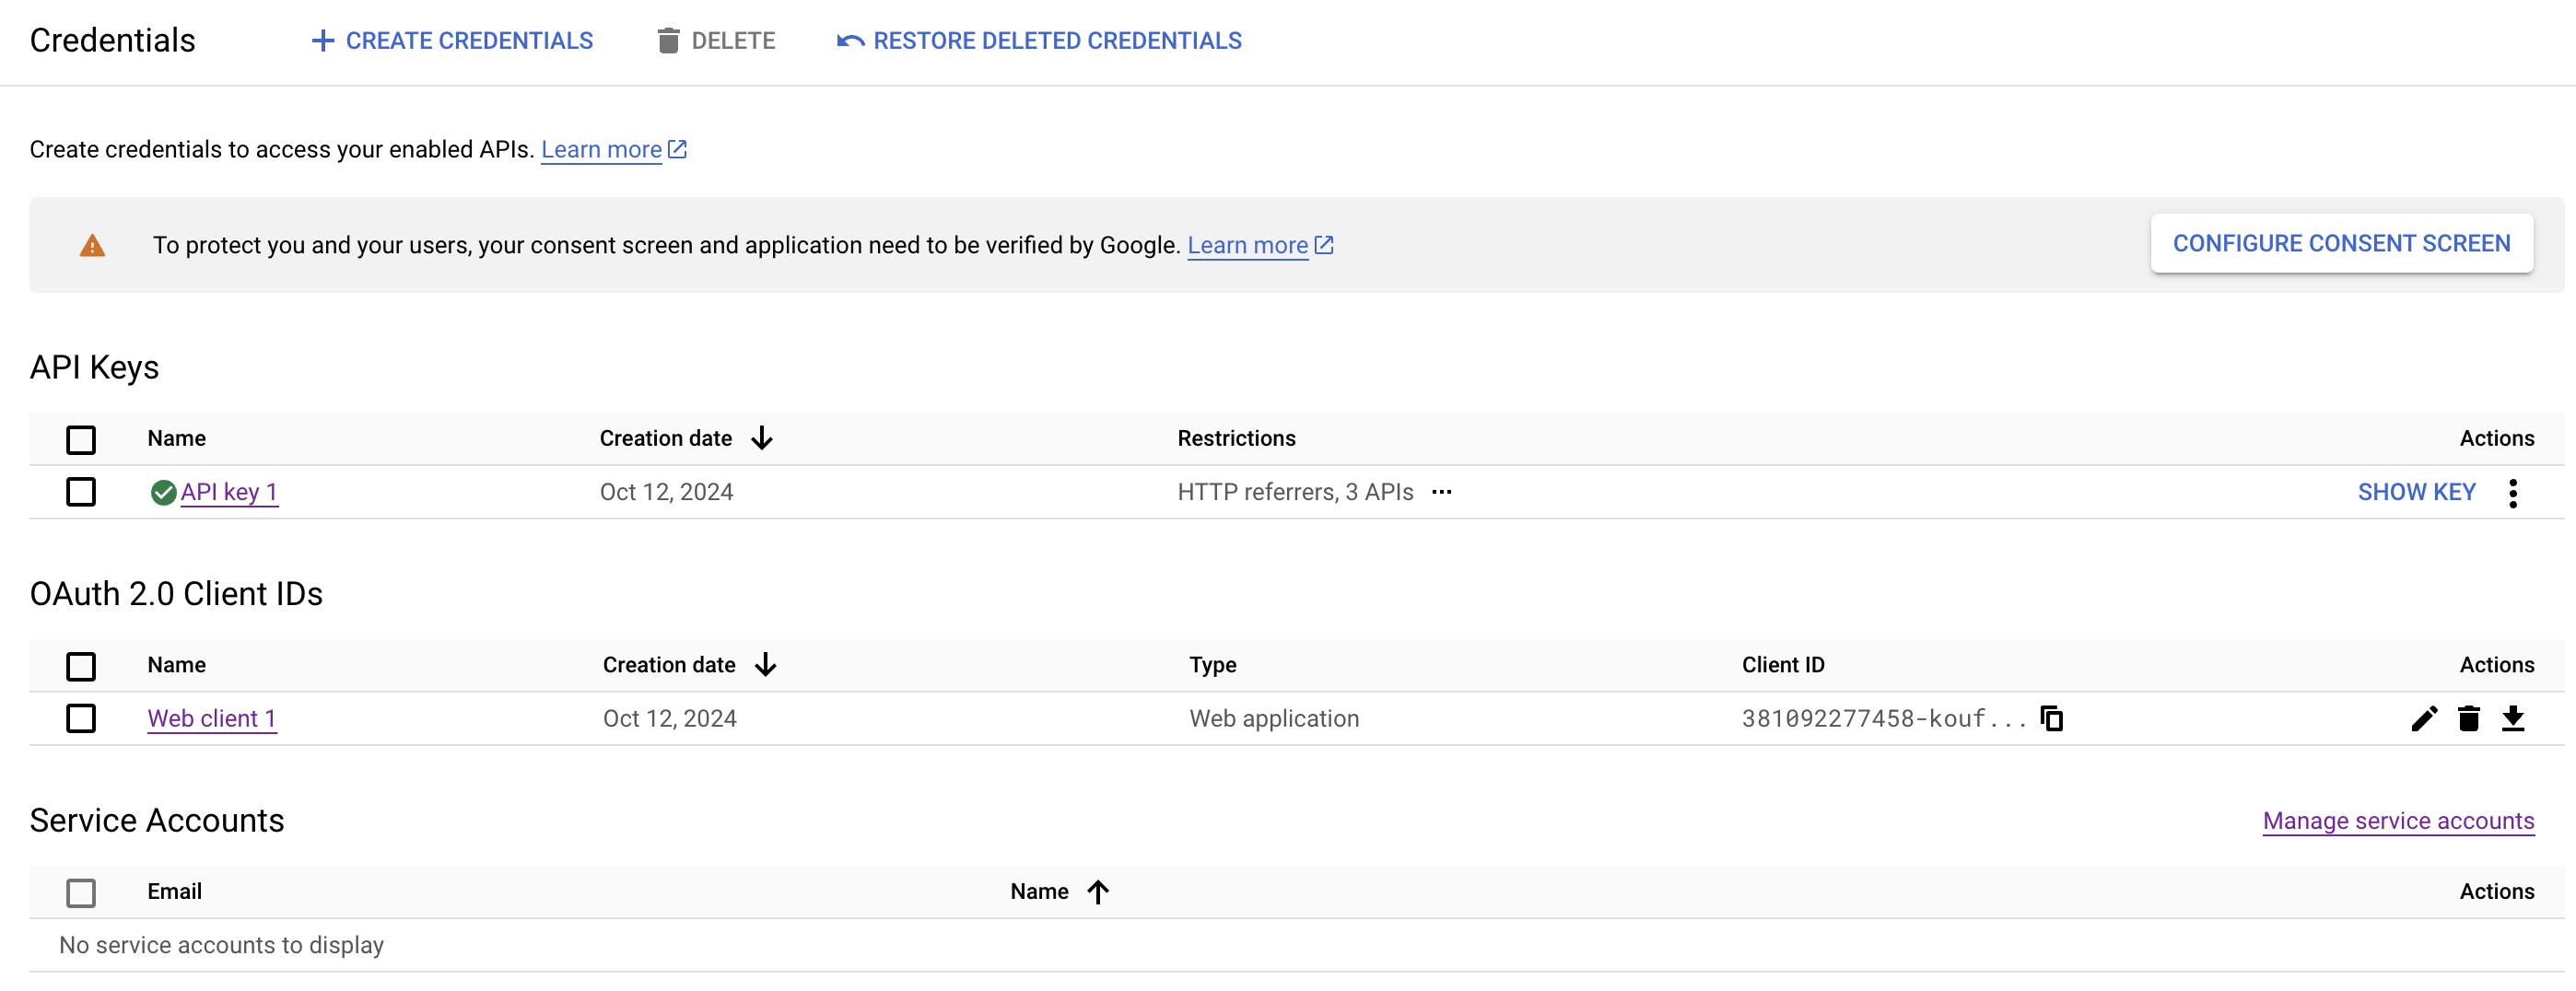 Credentials CREATE CREDENTIALS DELETE RESTORE DELETED CREDENTIALS
Create credentials to access your enabled APIs. Learn more
To protect you and your users, your consent screen and application need to be verified by Google. Learn more CONFIGURE CONSENT SCREEN
API Keys
Name Creation date Restrictions Actions
API key 1 Oct 12, 2024 HTTP referrers, 3 APIs ... SHOW KEY
OAuth 2.0 Client IDs
Name Creation date Type Client ID Actions
Web client 1 Oct 12, 2024 Web application 381092277458-kouf...
Service Accounts Manage service accounts
Email Name Actions
No service accounts to display